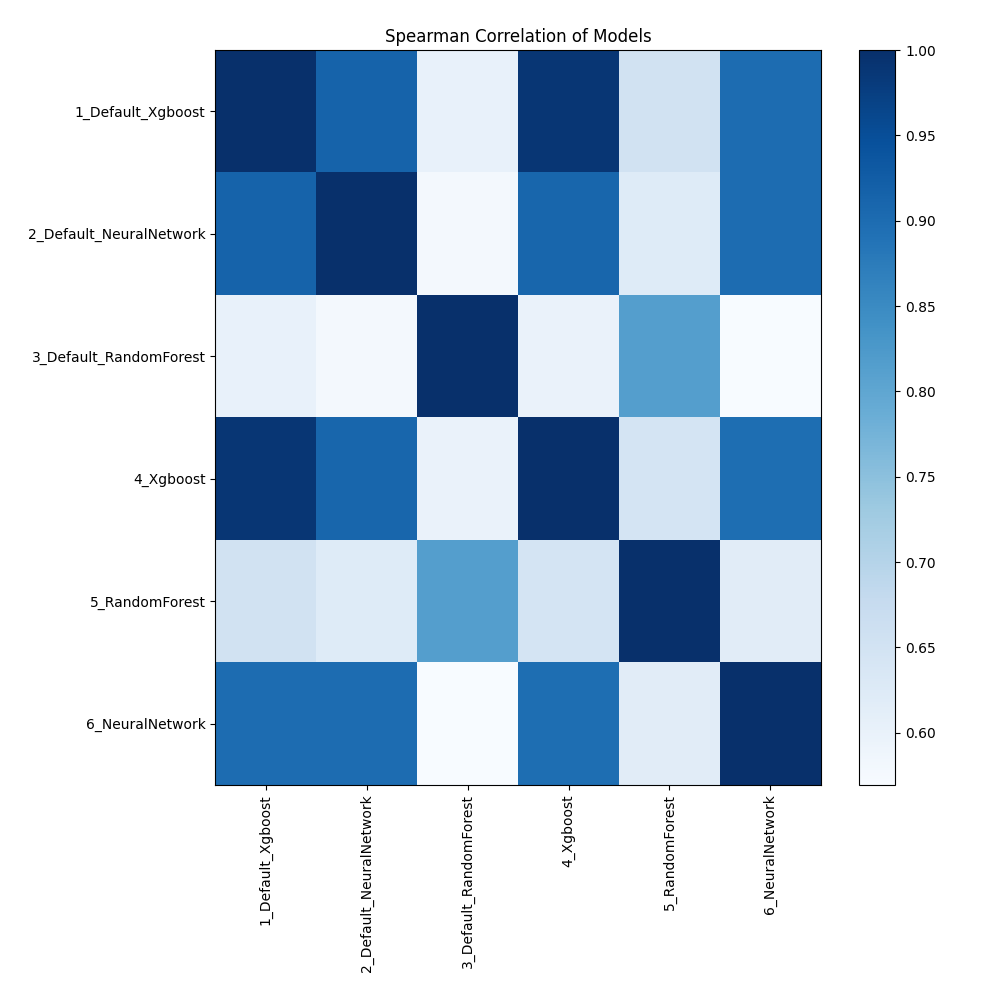 Spearman Correlation of Models
1_Default_Xgboost
2_Default_NeuralNetwork
3_Default_RandomForest
4_Xgboost
5_RandomForest
6_NeuralNetwork
1_Default_Xgboost
2_Default_NeuralNetwork
3_Default_RandomForest
4_Xgboost
5_RandomForest
6_NeuralNetwork
1.00
0.95
0.90
0.85
0.80
0.75
0.70
0.65
0.60